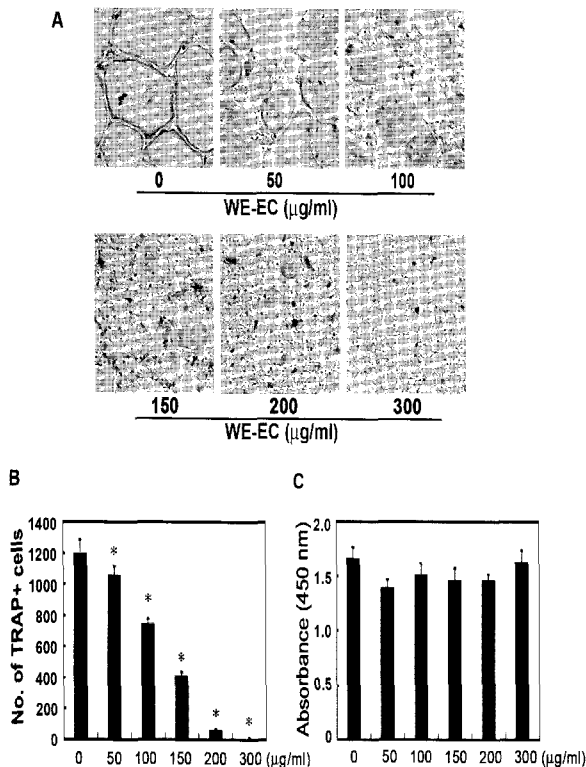 A
0 50 100
WE-EC (μg/ml)
150 200 300
WE-EC (μg/ml)
B
No. of TRAP+ cells
1400
1200
1000
800
600
400
200
0
* * * * *
0 50 100 150 200 300 (μg/ml)
C
Absorbance (450 nm)
2.0
1.5
1.0
0.5
0
0 50 100 150 200 300 (μg/ml)